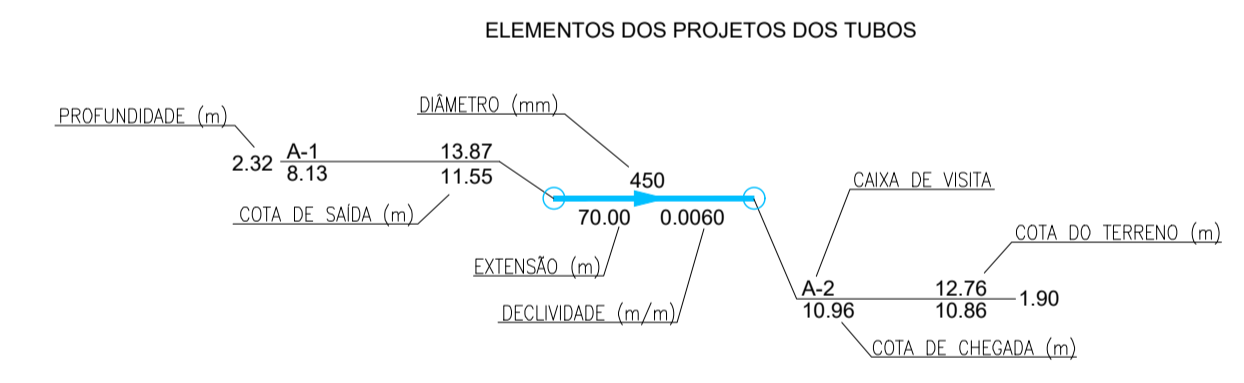 ELEMENTOS DOS PROJETOS DOS TUBOS
PROFUNDIDADE (m)
DIÂMETRO (mm)
2.32
A-1
13.87
8.13
11.55
450
CAIXA DE VISITA
COTA DE SAÍDA (m)
70.00
0.0060
COTA DO TERRENO (m)
EXTENSÃO (m)
A-2
12.76
1.90
DECLIVIDADE (m/m)
10.96
10.86
COTA DE CHEGADA (m)